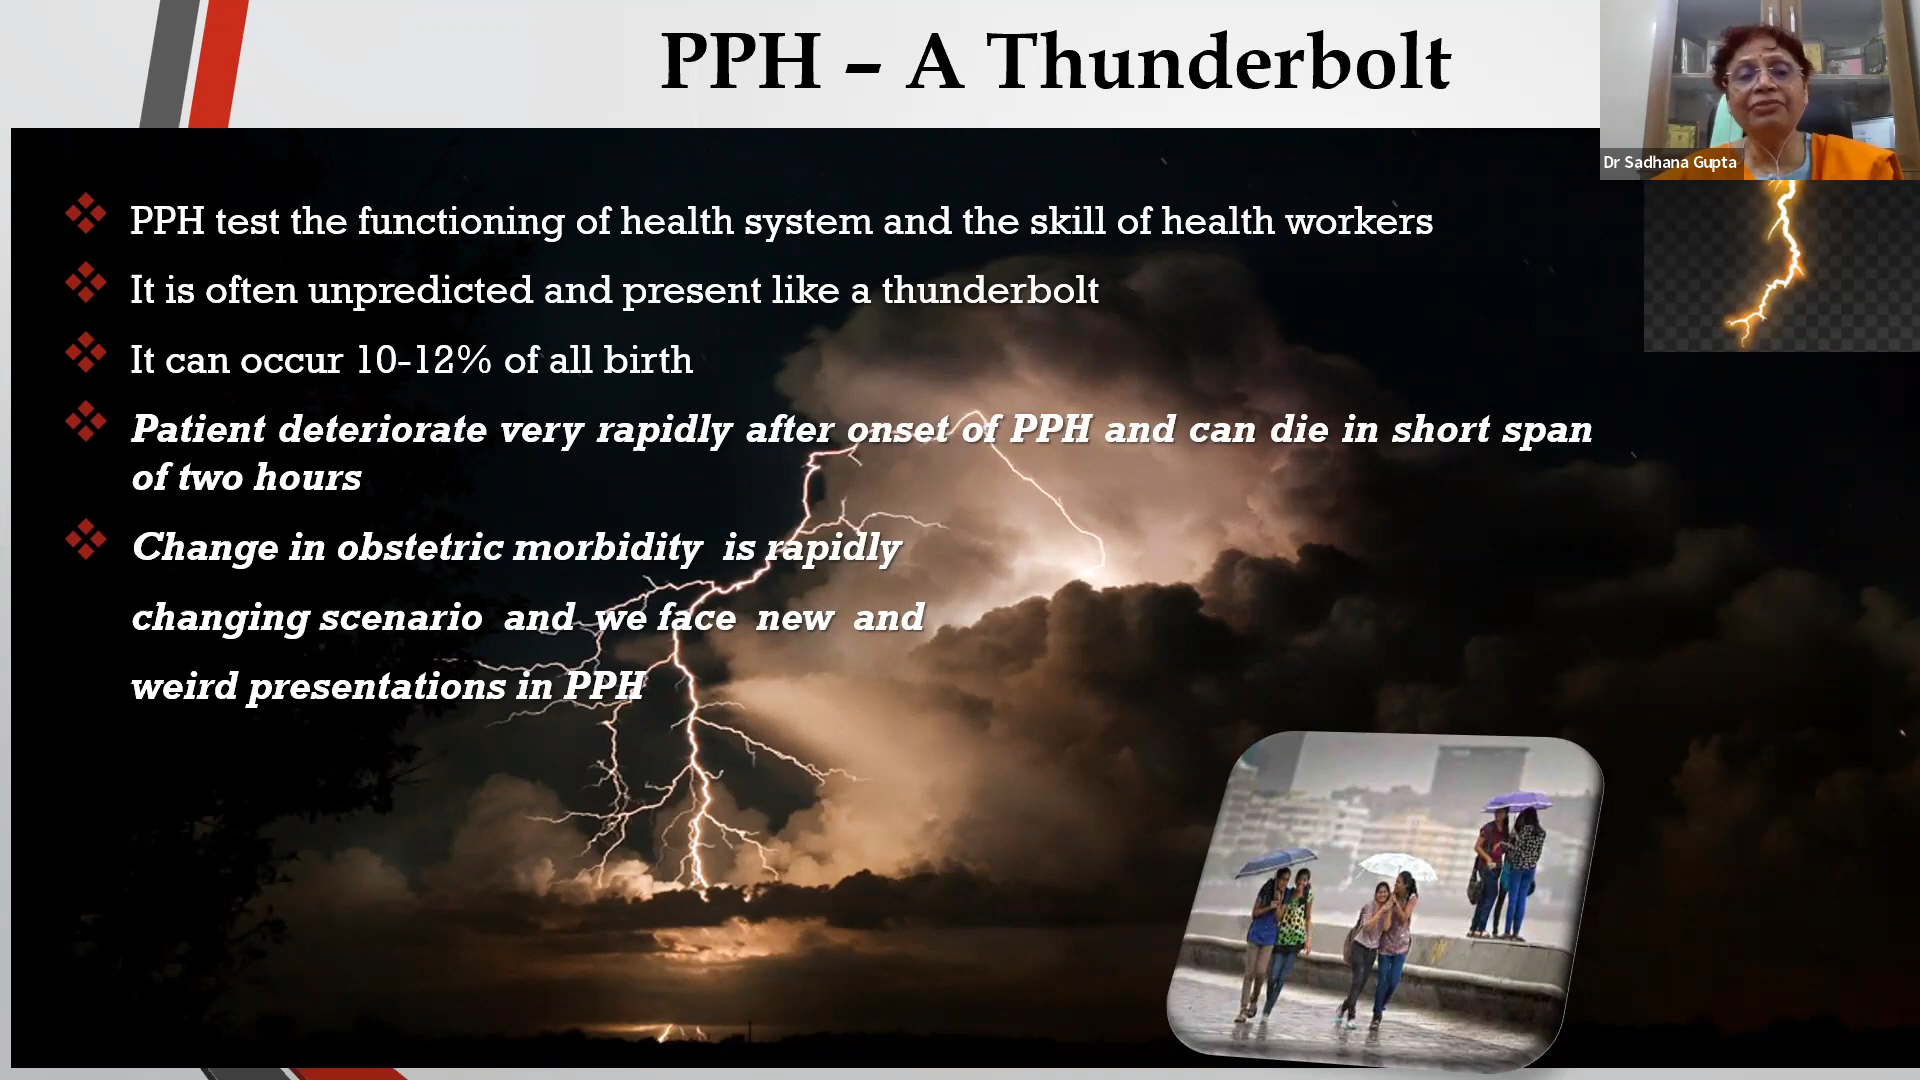 PPH – A Thunderbolt
Dr Sadhana Gupta
PPH test the functioning of health system and the skill of health workers
It is often unpredicted and present like a thunderbolt
It can occur 10-12% of all birth
Patient deteriorate very rapidly after onset of PPH and can die in short span
of two hours
Change in obstetric morbidity is rapidly
changing scenario and we face new and
weird presentations in PPH